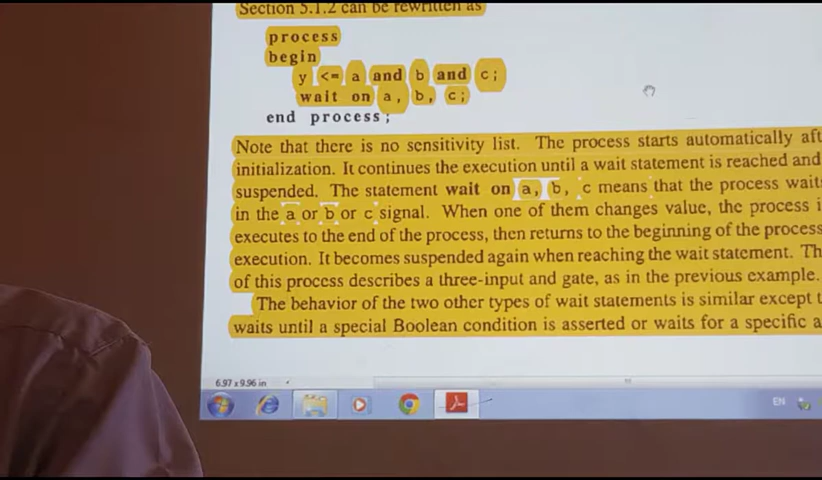 Section 5.1.2 can be rewritten as
process
begin
y <= a and b and c;
wait on a, b, c;
end process;
Note that there is no sensitivity list. The process starts automatically aft
initialization. It continues the execution until a wait statement is reached and
suspended. The statement wait on a, b, c means that the process wait
in the a or b or c signal. When one of them changes value, the process i
executes to the end of the process, then returns to the beginning of the process
execution. It becomes suspended again when reaching the wait statement. Th
of this process describes a three-input and gate, as in the previous example.
The behavior of the two other types of wait statements is similar except t
waits until a special Boolean condition is asserted or waits for a specific a
6.97 x 9.96 in
EN